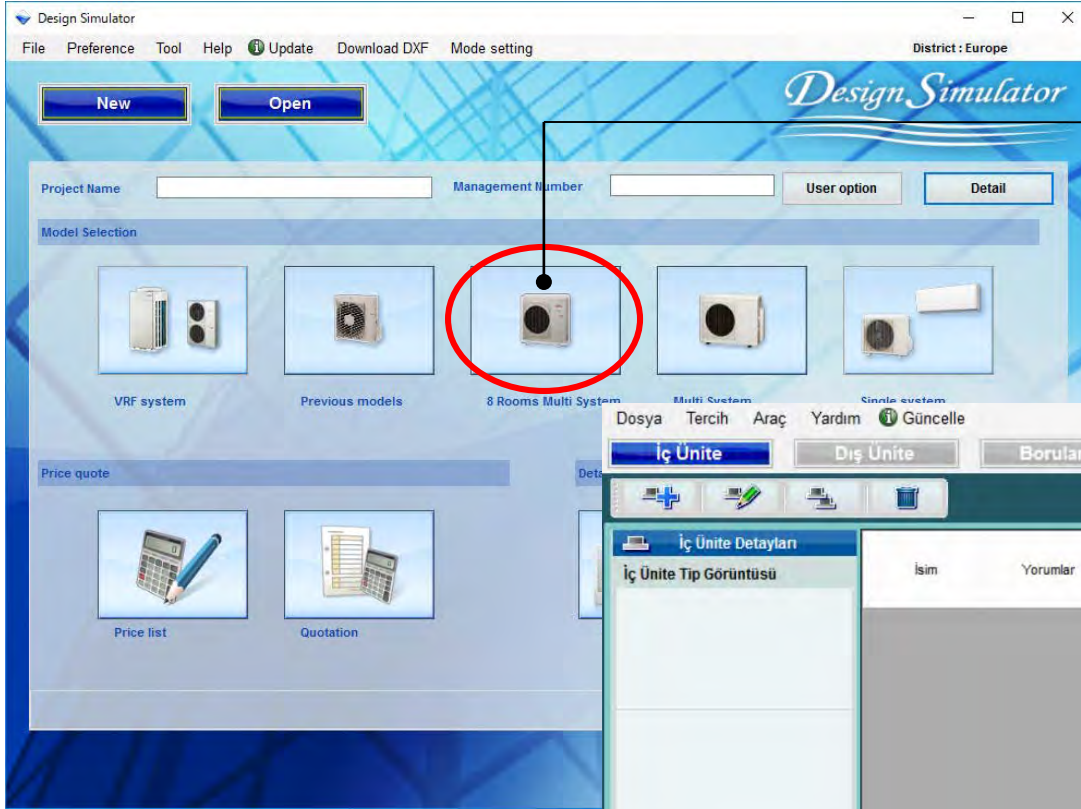 Design Simulator
File Preference Tool Help Update Download DXF Mode setting District : Europe
New Open Design Simulator
Project Name Management Number User option Detail
Model Selection
VRF system Previous models 8 Rooms Multi System Multi System Single system
Price quote
Price list Quotation
Dosya Tercih Araç Yardım Güncelle
İç Ünite Dış Ünite
İç Ünite Detayları
İç Ünite Tip Görüntüsü
İsim Yorumlar